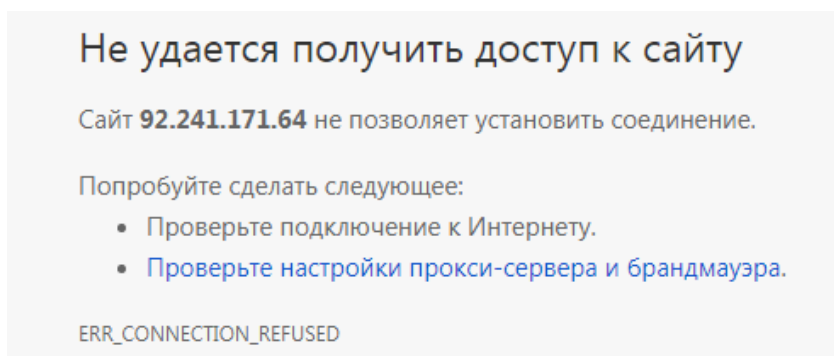 Не удается получить доступ к сайту
Сайт 92.241.171.64 не позволяет установить соединение.
Попробуйте сделать следующее:
• Проверьте подключение к Интернету.
• Проверьте настройки прокси-сервера и брандмауэра.
ERR_CONNECTION_REFUSED